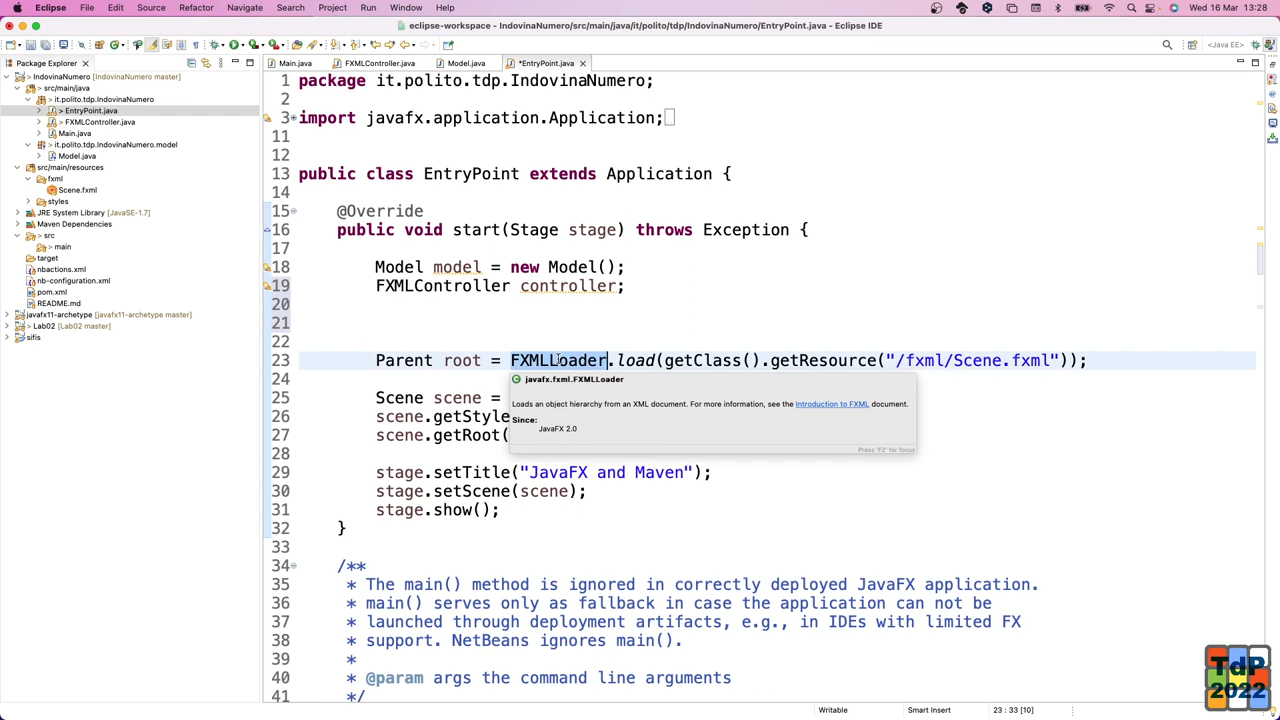 Eclipse File Edit Source Refactor Navigate Search Project Run Window Help
Wed 16 Mar 13:28
eclipse-workspace - IndovinaNumero/src/main/java/it/polito/tdp/IndovinaNumero/EntryPoint.java - Eclipse IDE
<Java EE>
Package Explorer
Main.java
FXMLController.java
Model.java
*EntryPoint.java
> IndovinaNumero [IndovinaNumero master]
> src/main/java
> it.polito.tdp.IndovinaNumero
> EntryPoint.java
> FXMLController.java
Main.java
> it.polito.tdp.IndovinaNumero.model
Model.java
src/main/resources
fxml
Scene.fxml
styles
JRE System Library [JavaSE-1.7]
Maven Dependencies
> src
> main
target
nbactions.xml
nb-configuration.xml
pom.xml
README.md
javafx11-archetype [javafx11-archetype master]
> Lab02 [Lab02 master]
sifis
1 package it.polito.tdp.IndovinaNumero;
2
3 import javafx.application.Application;
11
12
13 public class EntryPoint extends Application {
14
15 @Override
16 public void start(Stage stage) throws Exception {
17
18 Model model = new Model();
19 FXMLController controller;
20
21
22
23 Parent root = FXMLLoader.load(getClass().getResource("/fxml/Scene.fxml"));
24
25 Scene scene =
26 scene.getStyle
27 scene.getRoot(
28
29 stage.setTitle("JavaFX and Maven");
30 stage.setScene(scene);
31 stage.show();
32 }
33
34 /**
35 * The main() method is ignored in correctly deployed JavaFX application.
36 * main() serves only as fallback in case the application can not be
37 * launched through deployment artifacts, e.g., in IDEs with limited FX
38 * support. NetBeans ignores main().
39 *
40 * @param args the command line arguments
41 */
javafx.fxml.FXMLLoader
Loads an object hierarchy from an XML document. For more information, see the Introduction to FXML document.
Since:
JavaFX 2.0
Press 'F2' for focus
Writable
Smart Insert
23 : 33 [10]
TdP
2022